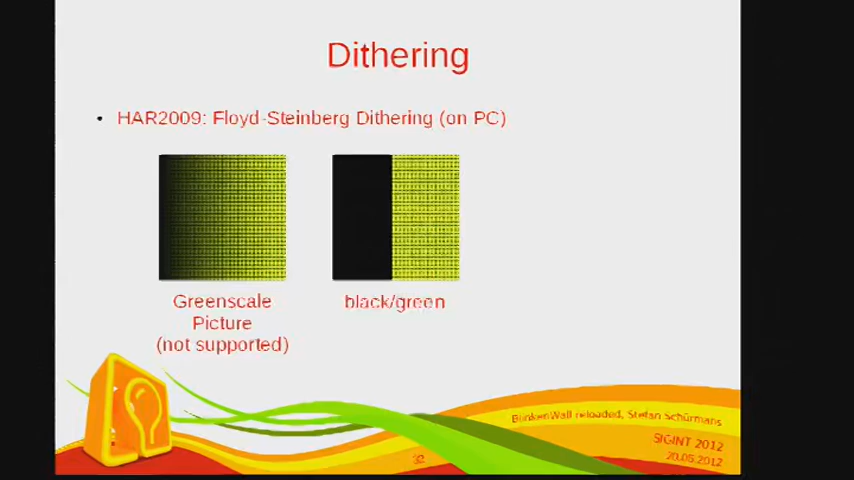 Dithering
• HAR2009: Floyd-Steinberg Dithering (on PC)
Greenscale
Picture
(not supported)
black/green
BlinkenWall reloaded, Stefan Schürmans
SIGINT 2012
20.05.2012
32